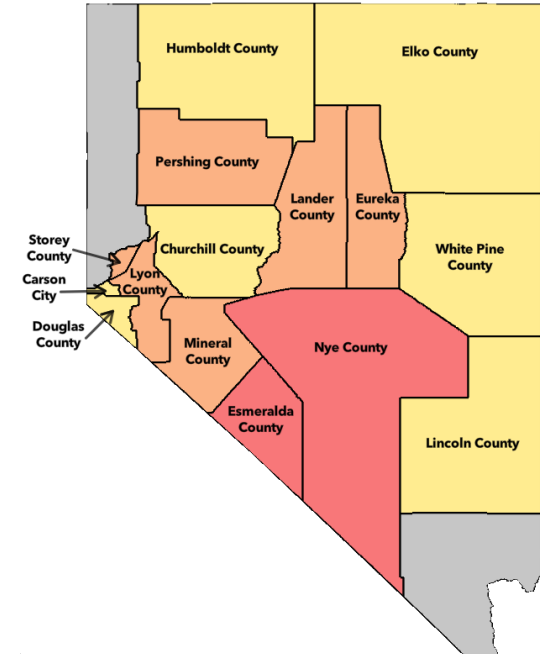 Humboldt County
Elko County
Pershing County
Lander
County
Eureka
County
Storey
County
Churchill County
White Pine
County
Carson
City
Lyon
County
Douglas
County
Mineral
County
Nye County
Esmeralda
County
Lincoln County